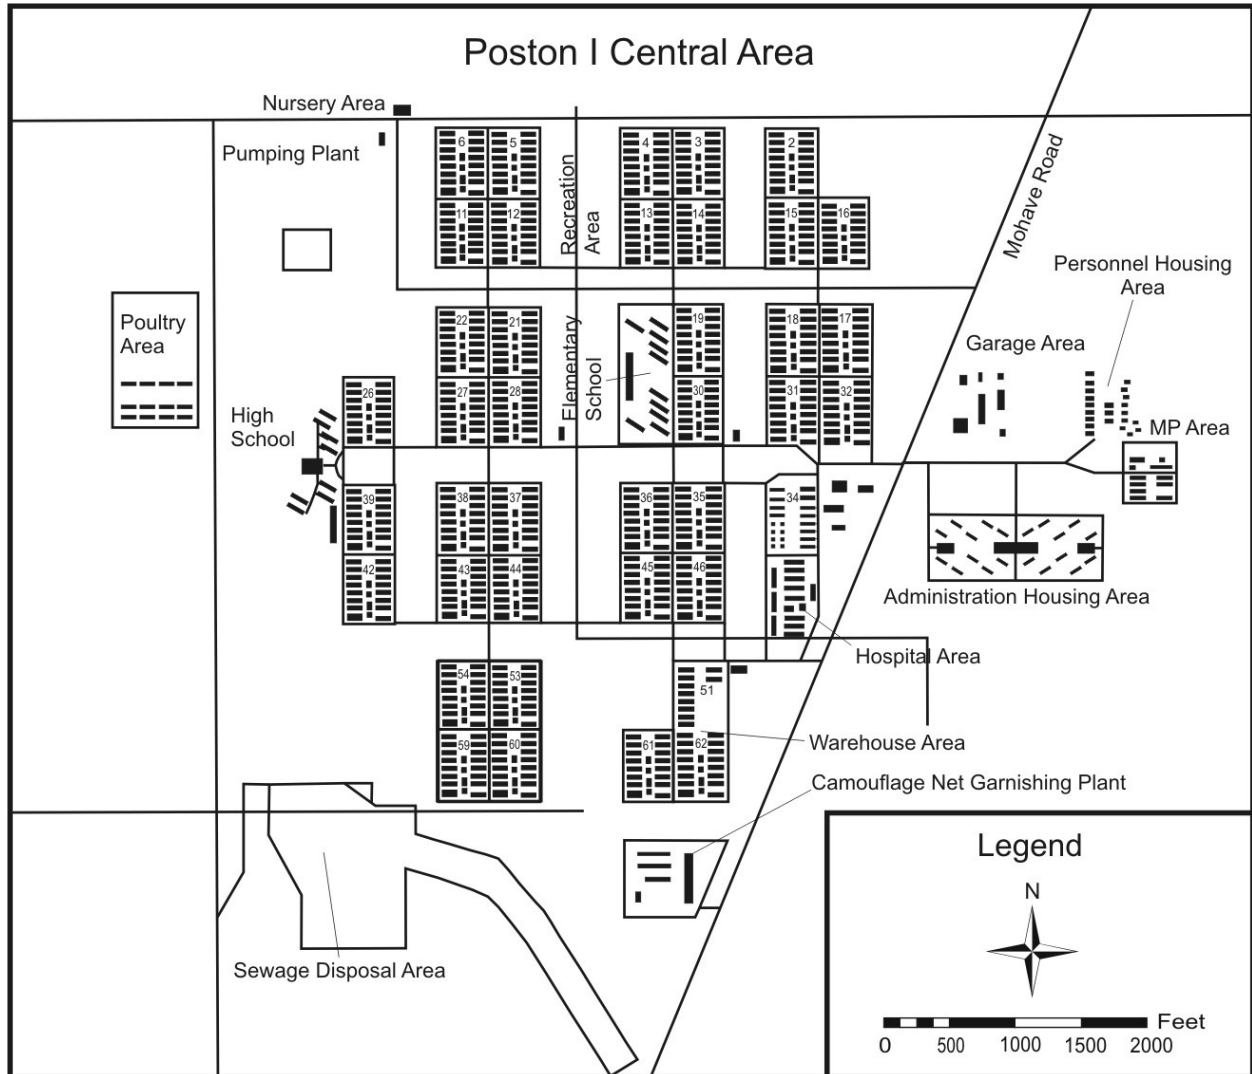 Poston I Central Area
Nursery Area
Pumping Plant
6
5
4
3
2
11
12
13
14
15
16
Recreation
Area
Mohave Road
Personnel Housing
Area
Poultry
Area
22
21
19
18
17
Garage Area
Elementary
School
26
27
28
30
31
32
High
School
MP Area
39
38
37
36
35
34
42
43
44
45
46
Administration Housing Area
Hospital Area
54
53
51
59
60
61
62
Warehouse Area
Camouflage Net Garnishing Plant
Sewage Disposal Area
Legend
N
Feet
0
500
1000
1500
2000